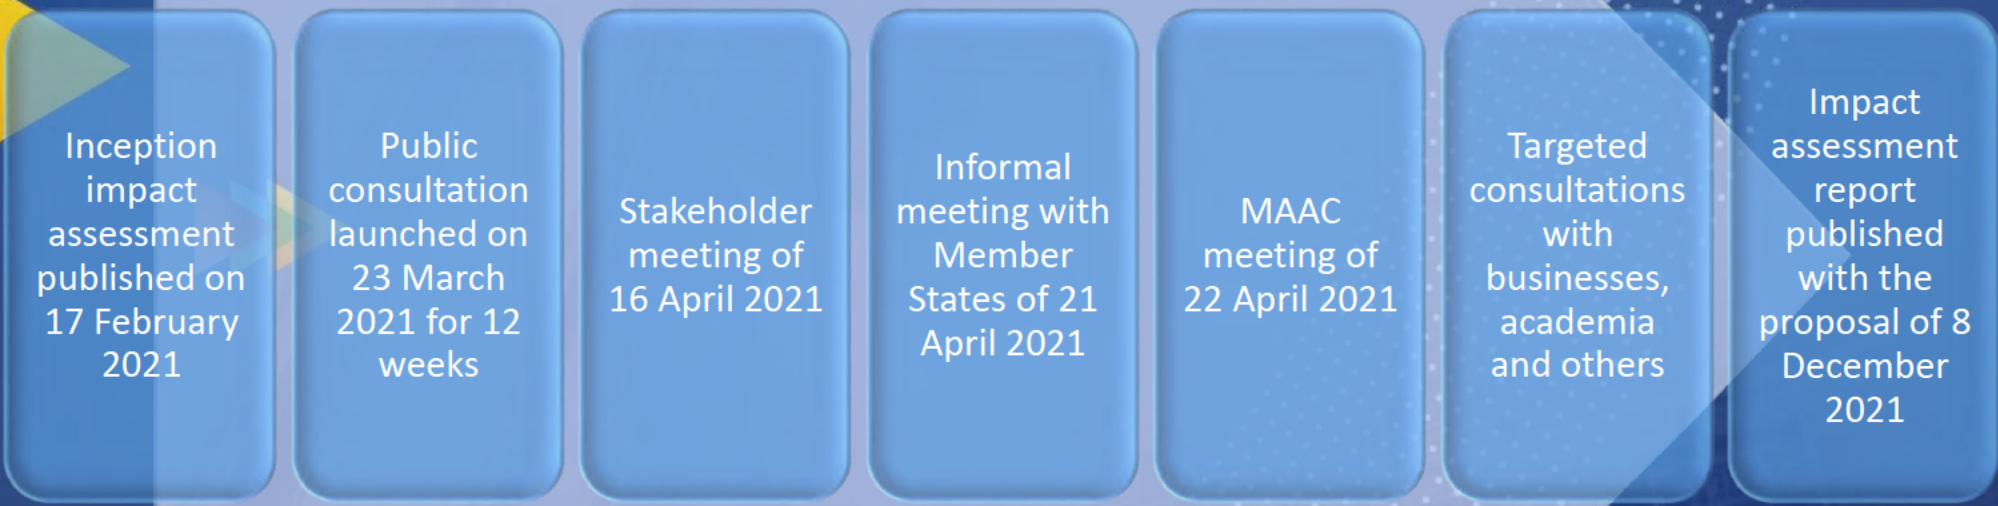 Inception
impact
assessment
published on
17 February
2021
Public
consultation
launched on
23 March
2021 for 12
weeks
Stakeholder
meeting of
16 April 2021
Informal
meeting with
Member
States of 21
April 2021
MAAC
meeting of
22 April 2021
Targeted
consultations
with
businesses,
academia
and others
Impact
assessment
report
published
with the
proposal of 8
December
2021